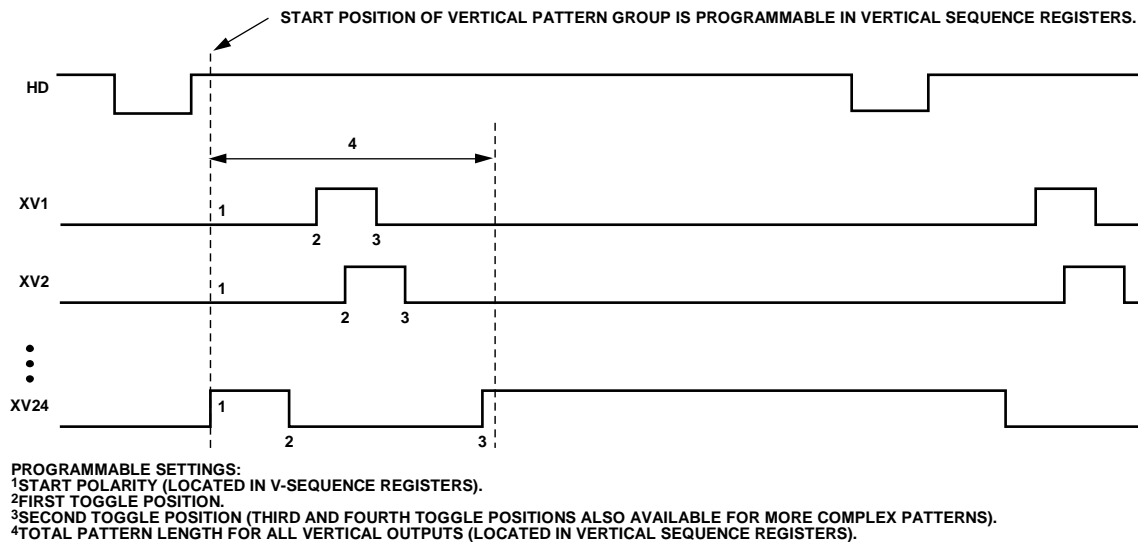 START POSITION OF VERTICAL PATTERN GROUP IS PROGRAMMABLE IN VERTICAL SEQUENCE REGISTERS.
HD
4
XV1
1
2 3
XV2
1
2 3
XV24
1
2 3
PROGRAMMABLE SETTINGS:
1START POLARITY (LOCATED IN V-SEQUENCE REGISTERS).
2FIRST TOGGLE POSITION.
3SECOND TOGGLE POSITION (THIRD AND FOURTH TOGGLE POSITIONS ALSO AVAILABLE FOR MORE COMPLEX PATTERNS).
4TOTAL PATTERN LENGTH FOR ALL VERTICAL OUTPUTS (LOCATED IN VERTICAL SEQUENCE REGISTERS).